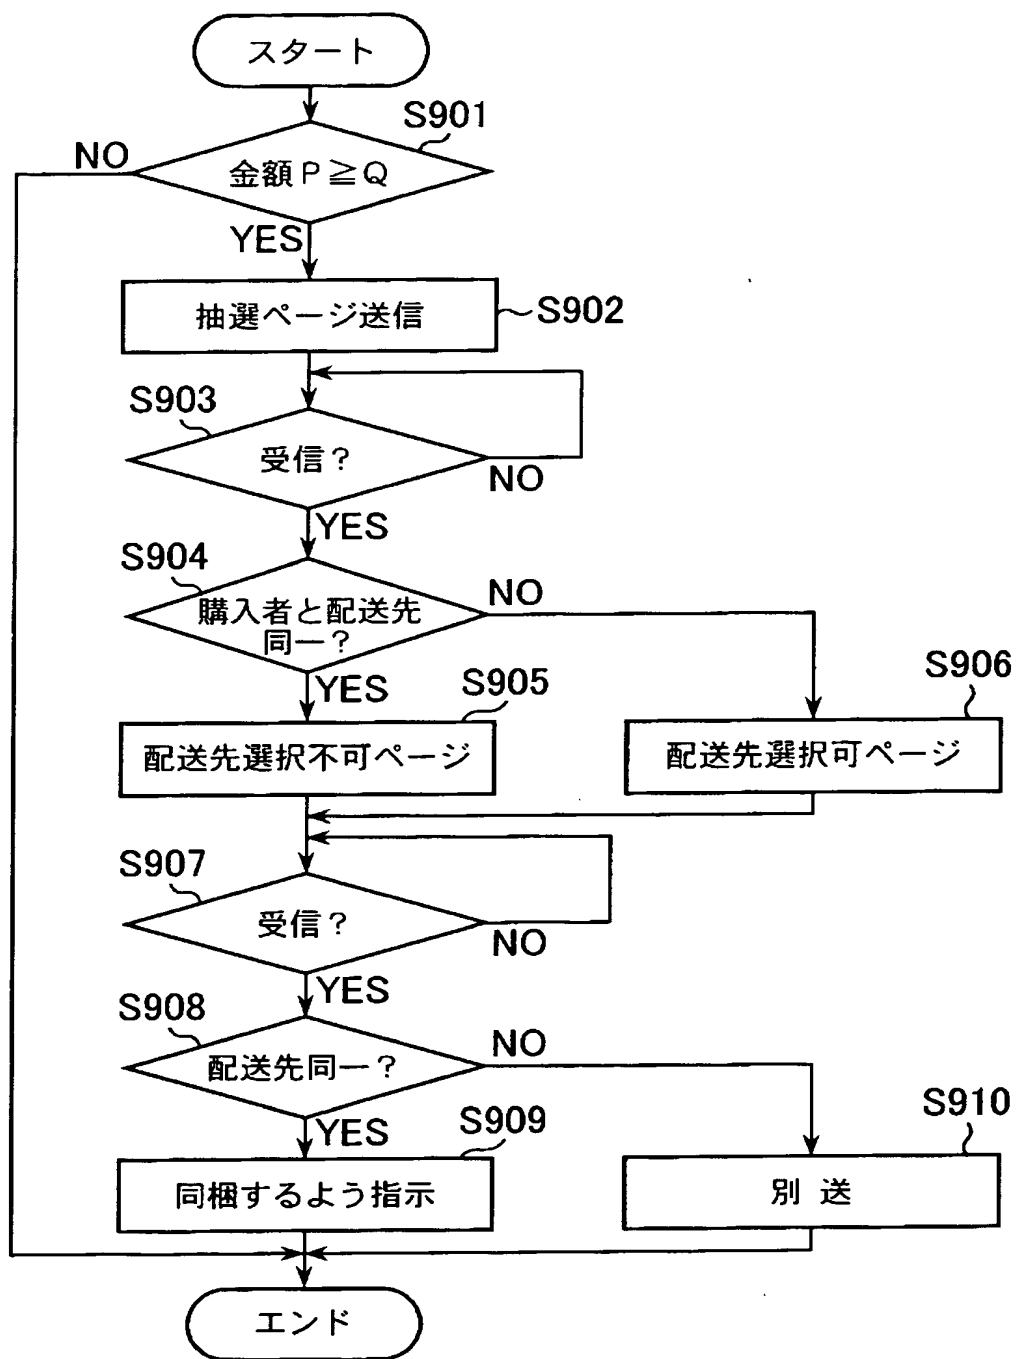 スタート
S901
NO
金額P≧Q
YES
抽選ページ送信
S902
S903
受信?
NO
YES
S904
NO
購入者と配送先
同一?
YES
S905
S906
配送先選択不可ページ
配送先選択可ページ
S907
受信?
NO
YES
S908
NO
配送先同一?
YES
S909
S910
同梱するよう指示
別 送
エンド